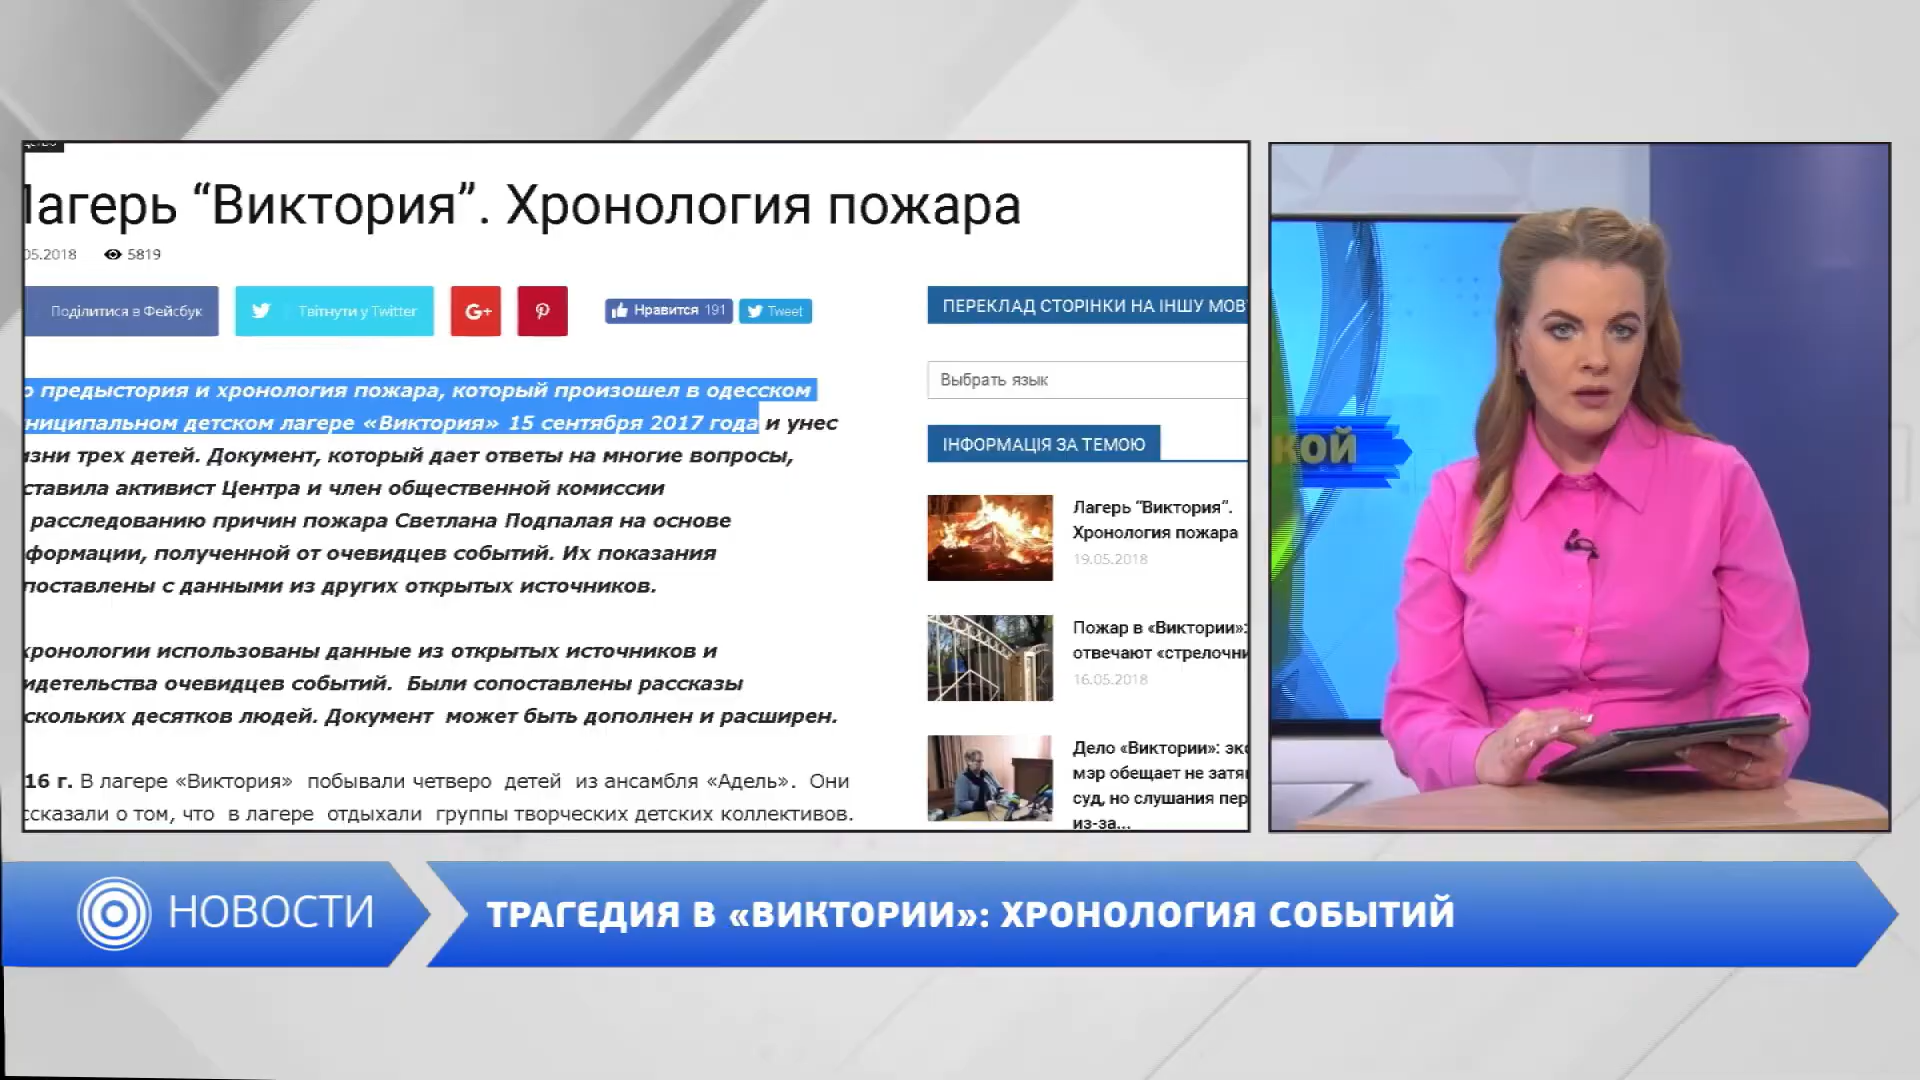 Лагерь “Виктория”. Хронология пожара
05.2018 5819
Поділитися в Фейсбук
Твітнути у Twitter
G+
Нравится 191
Tweet
предыстория и хронология пожара, который произошел в одесском
ниципальном детском лагере «Виктория» 15 сентября 2017 года и унес
изни трех детей. Документ, который дает ответы на многие вопросы,
ставила активист Центра и член общественной комиссии
расследованию причин пожара Светлана Подпалая на основе
формации, полученной от очевидцев событий. Их показания
поставлены с данными из других открытых источников.
хронологии использованы данные из открытых источников и
идетельства очевидцев событий. Были сопоставлены рассказы
скольких десятков людей. Документ может быть дополнен и расширен.
16 г. В лагере «Виктория» побывали четверо детей из ансамбля «Адель». Они
ссказали о том, что в лагере отдыхали группы творческих детских коллективов.
ПЕРЕКЛАД СТОРІНКИ НА ІНШУ МОВ
Выбрать язык
ІНФОРМАЦІЯ ЗА ТЕМОЮ
Лагерь “Виктория”.
Хронология пожара
19.05.2018
Пожар в «Виктории»:
отвечают «стрелочни
16.05.2018
Дело «Виктории»: экс
мэр обещает не затя
суд, но слушания пер
из-за...
КОЙ
НОВОСТИ
ТРАГЕДИЯ В «ВИКТОРИИ»: ХРОНОЛОГИЯ СОБЫТИЙ